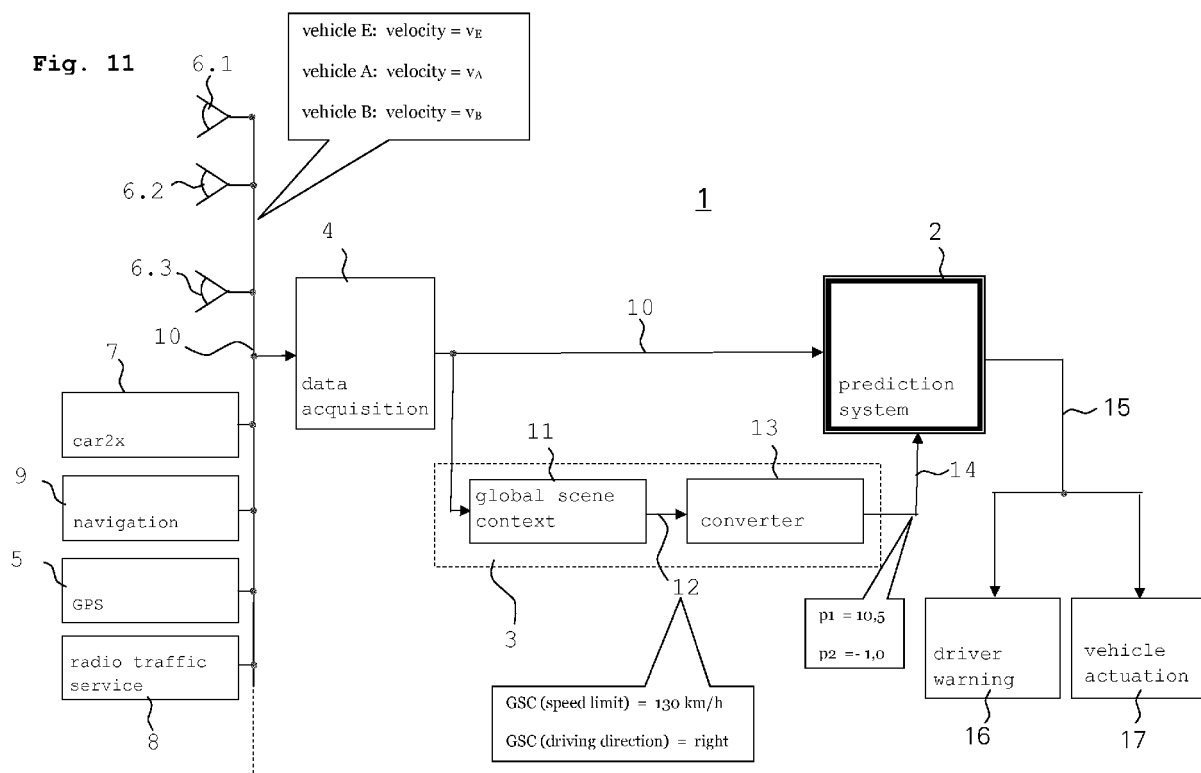 Fig. 11
6.1
vehicle E: velocity = vE
vehicle A: velocity = vA
vehicle B: velocity = vB
6.2
1
6.3
4
2
10
10
data
acquisition
prediction
system
15
7
car2x
11
13
14
global scene
context
converter
9
navigation
12
3
5
GPS
p1 = 10,5
p2 = - 1,0
driver
warning
vehicle
actuation
radio traffic
service
8
GSC (speed limit) = 130 km/h
GSC (driving direction) = right
16
17